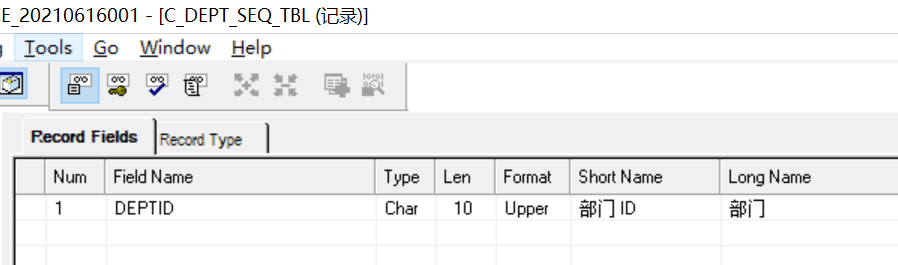 CE_20210616001 - [C_DEPT_SEQ_TBL (记录)]
Tools Go Window Help
Record Fields Record Type
Num Field Name Type Len Format Short Name Long Name
1 DEPTID Char 10 Upper 部门 ID 部门